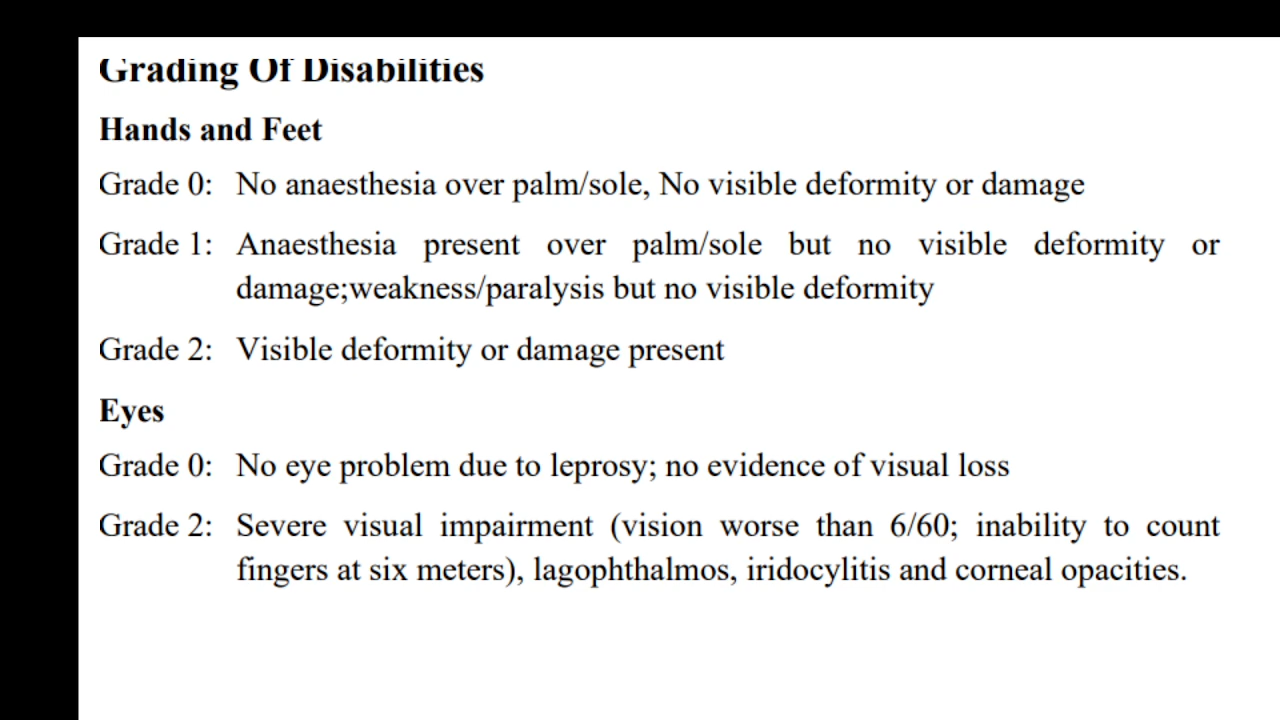 Grading Of Disabilities
Hands and Feet
Grade 0: No anaesthesia over palm/sole, No visible deformity or damage
Grade 1: Anaesthesia present over palm/sole but no visible deformity or
damage;weakness/paralysis but no visible deformity
Grade 2: Visible deformity or damage present
Eyes
Grade 0: No eye problem due to leprosy; no evidence of visual loss
Grade 2: Severe visual impairment (vision worse than 6/60; inability to count
fingers at six meters), lagophthalmos, iridocylitis and corneal opacities.